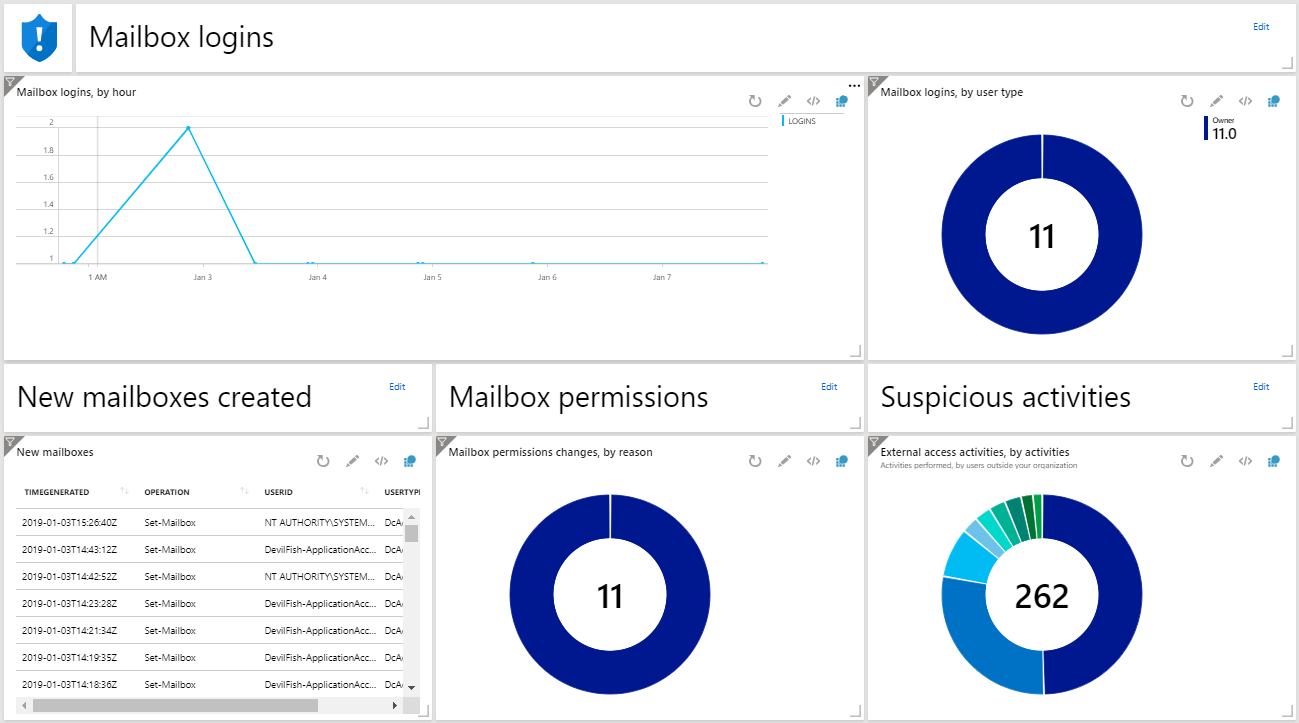 Mailbox logins
Edit
Mailbox logins, by hour
LOGINS
2
1.8
1.6
1.4
1.2
1
1 AM Jan 3 Jan 4 Jan 5 Jan 6 Jan 7
Mailbox logins, by user type
Owner
11.0
11
New mailboxes created
Edit
Mailbox permissions
Edit
Suspicious activities
Edit
New mailboxes
TIMEGENERATED OPERATION USERID USERTYPE
2019-01-03T15:26:40Z Set-Mailbox NT AUTHORITY\SYSTEM... DcA
2019-01-03T14:43:12Z Set-Mailbox DevilFish-ApplicationAcc... DcA
2019-01-03T14:42:52Z Set-Mailbox NT AUTHORITY\SYSTEM... DcA
2019-01-03T14:23:28Z Set-Mailbox DevilFish-ApplicationAcc... DcA
2019-01-03T14:21:34Z Set-Mailbox DevilFish-ApplicationAcc... DcA
2019-01-03T14:19:35Z Set-Mailbox DevilFish-ApplicationAcc... DcA
2019-01-03T14:18:36Z Set-Mailbox DevilFish-ApplicationAcc... DcA
Mailbox permissions changes, by reason
11
External access activities, by activities
Activities performed, by users outside your organization
262